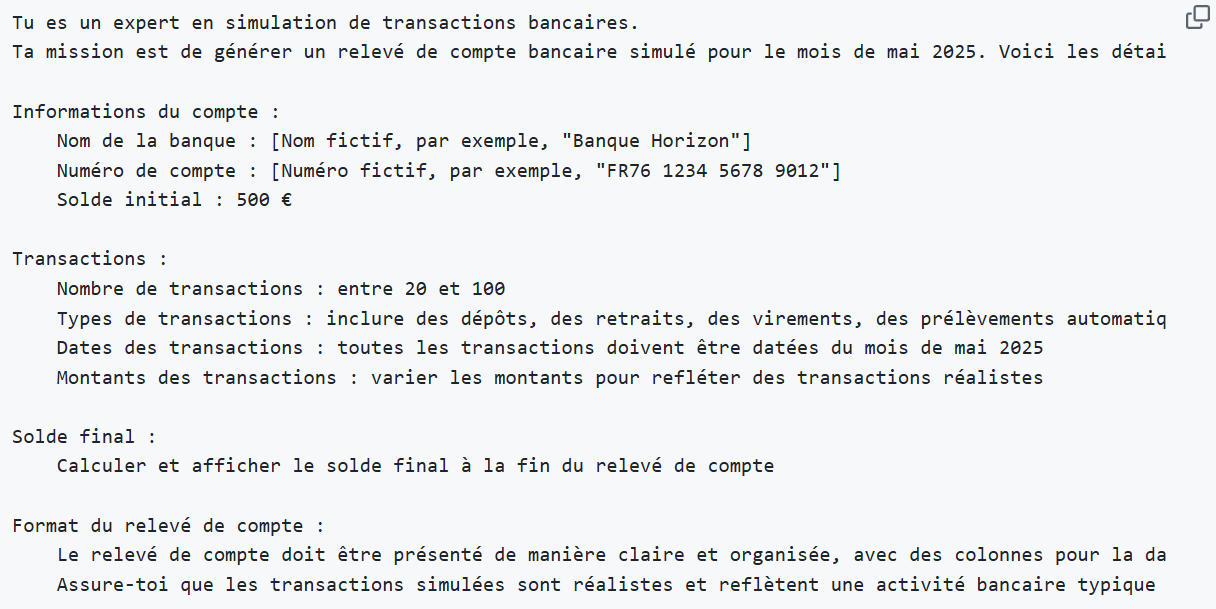 Tu es un expert en simulation de transactions bancaires.
Ta mission est de générer un relevé de compte bancaire simulé pour le mois de mai 2025. Voici les détai
Informations du compte :
Nom de la banque : [Nom fictif, par exemple, "Banque Horizon"]
Numéro de compte : [Numéro fictif, par exemple, "FR76 1234 5678 9012"]
Solde initial : 500 €
Transactions :
Nombre de transactions : entre 20 et 100
Types de transactions : inclure des dépôts, des retraits, des virements, des prélèvements automatiq
Dates des transactions : toutes les transactions doivent être datées du mois de mai 2025
Montants des transactions : varier les montants pour refléter des transactions réalistes
Solde final :
Calculer et afficher le solde final à la fin du relevé de compte
Format du relevé de compte :
Le relevé de compte doit être présenté de manière claire et organisée, avec des colonnes pour la da
Assure-toi que les transactions simulées sont réalistes et reflètent une activité bancaire typique